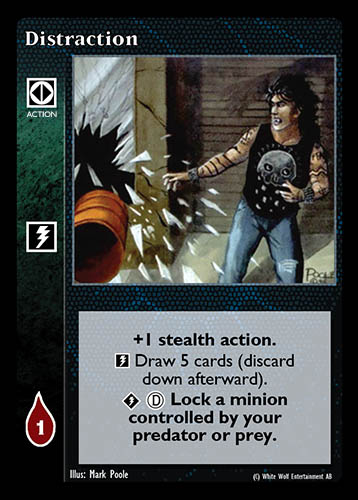 Distraction
ACTION
POOLE
+1 stealth action.
Draw 5 cards (discard
down afterward).
D Lock a minion
controlled by your
predator or prey.
1
Illus: Mark Poole
(C) White Wolf Entertainment AB